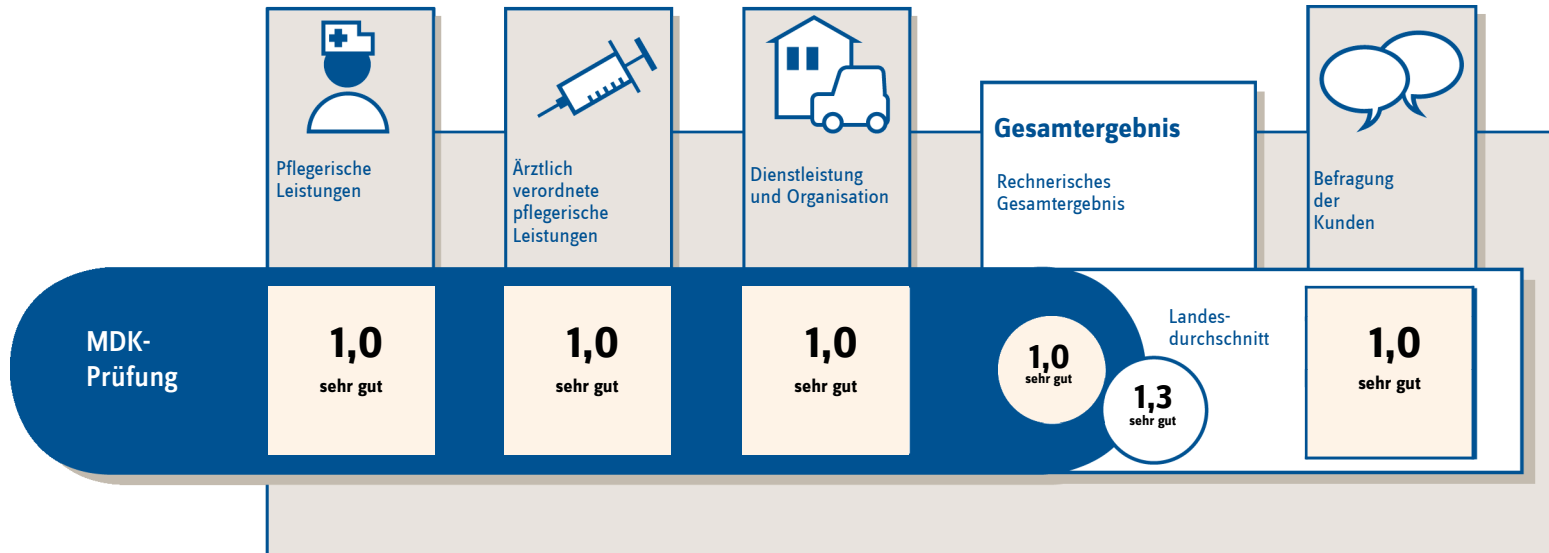 Pflegerische
Leistungen
Ärztlich
verordnete
pflegerische
Leistungen
Dienstleistung
und Organisation
Gesamtergebnis
Rechnerisches
Gesamtergebnis
Befragung
der
Kunden
MDK-
Prüfung
1,0
sehr gut
1,0
sehr gut
1,0
sehr gut
1,0
sehr gut
Landes-
durchschnitt
1,3
sehr gut
1,0
sehr gut